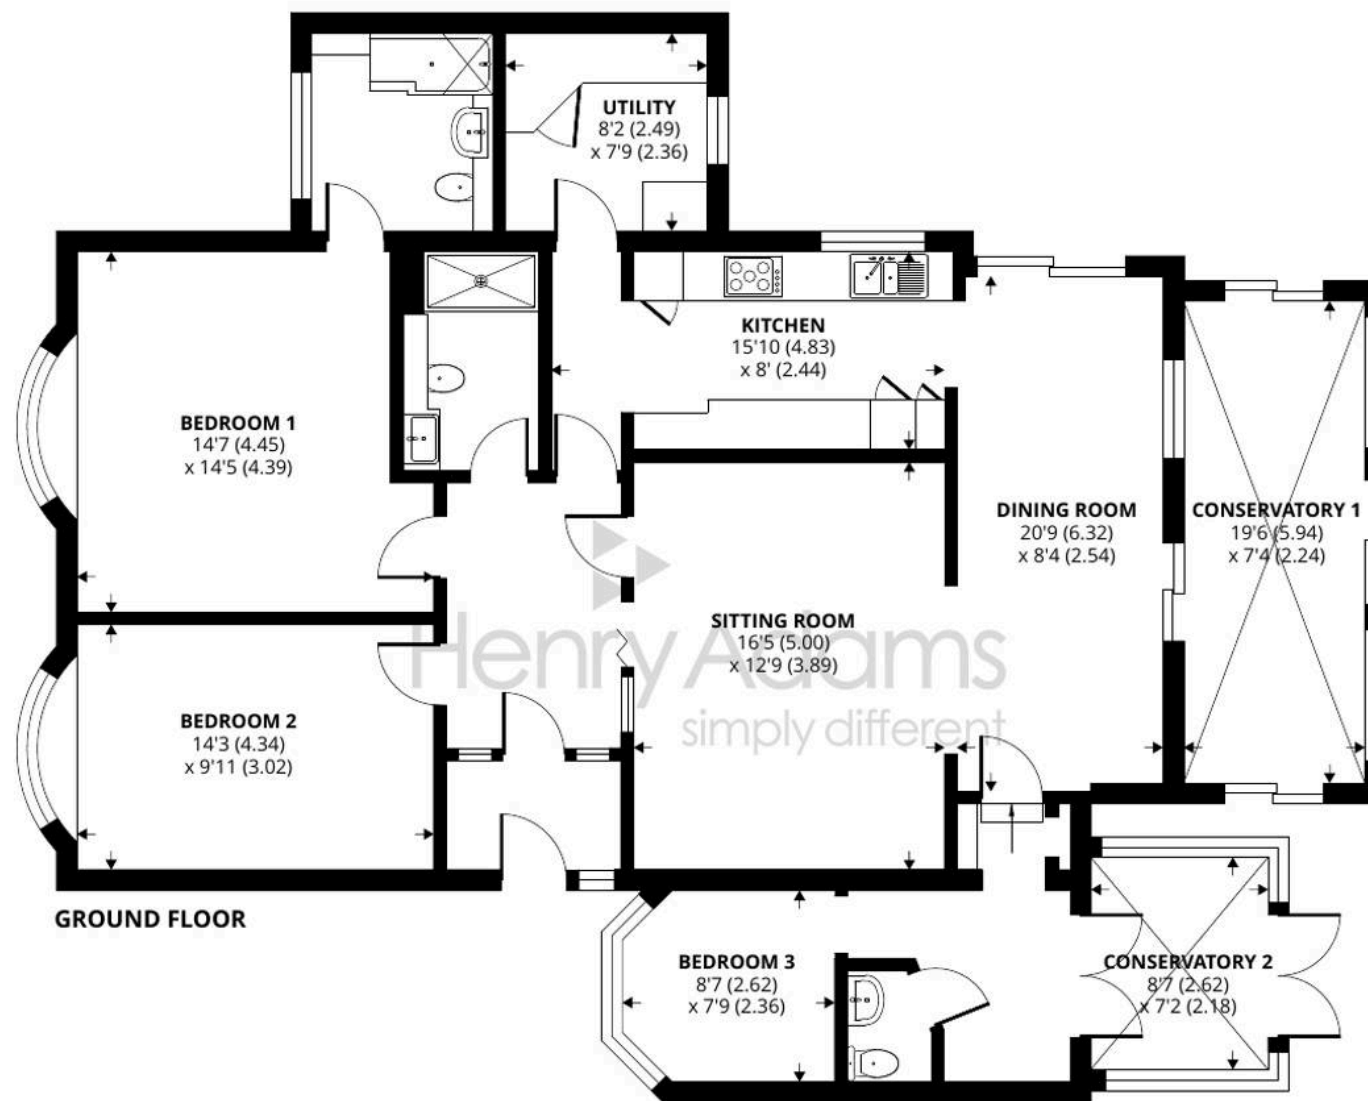 UTILITY
8'2 (2.49)
x 7'9 (2.36)
KITCHEN
15'10 (4.83)
x 8' (2.44)
BEDROOM 1
14'7 (4.45)
x 14'5 (4.39)
DINING ROOM
20'9 (6.32)
x 8'4 (2.54)
CONSERVATORY 1
19'6 (5.94)
x 7'4 (2.24)
SITTING ROOM
16'5 (5.00)
x 12'9 (3.89)
Henry Adams
simply different
BEDROOM 2
14'3 (4.34)
x 9'11 (3.02)
GROUND FLOOR
BEDROOM 3
8'7 (2.62)
x 7'9 (2.36)
CONSERVATORY 2
8'7 (2.62)
x 7'2 (2.18)